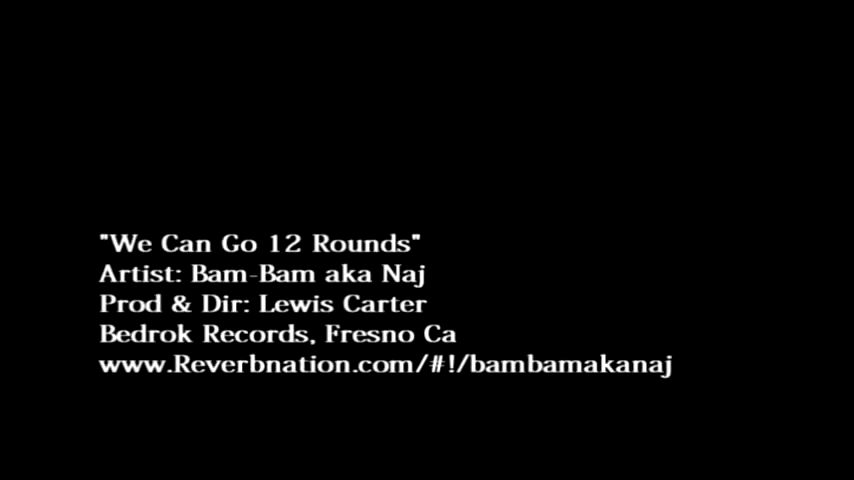 "We Can Go 12 Rounds"
Artist: Bam-Bam aka Naj
Prod & Dir: Lewis Carter
Bedrok Records, Fresno Ca
www.Reverbnation.com/#!/bambamakanaj